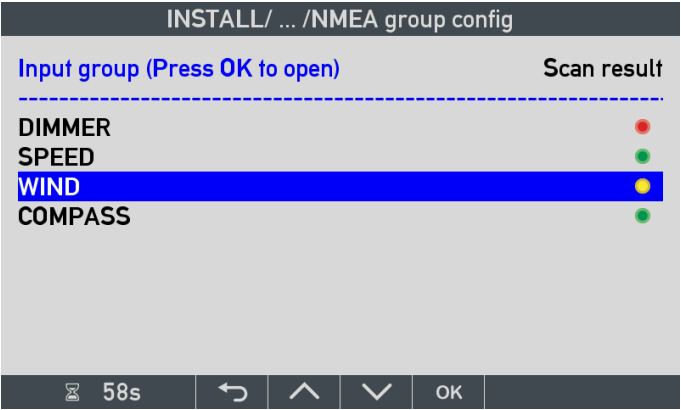 INSTALL/ ... /NMEA group config
Input group (Press OK to open) Scan result
DIMMER
SPEED
WIND
COMPASS
58s OK